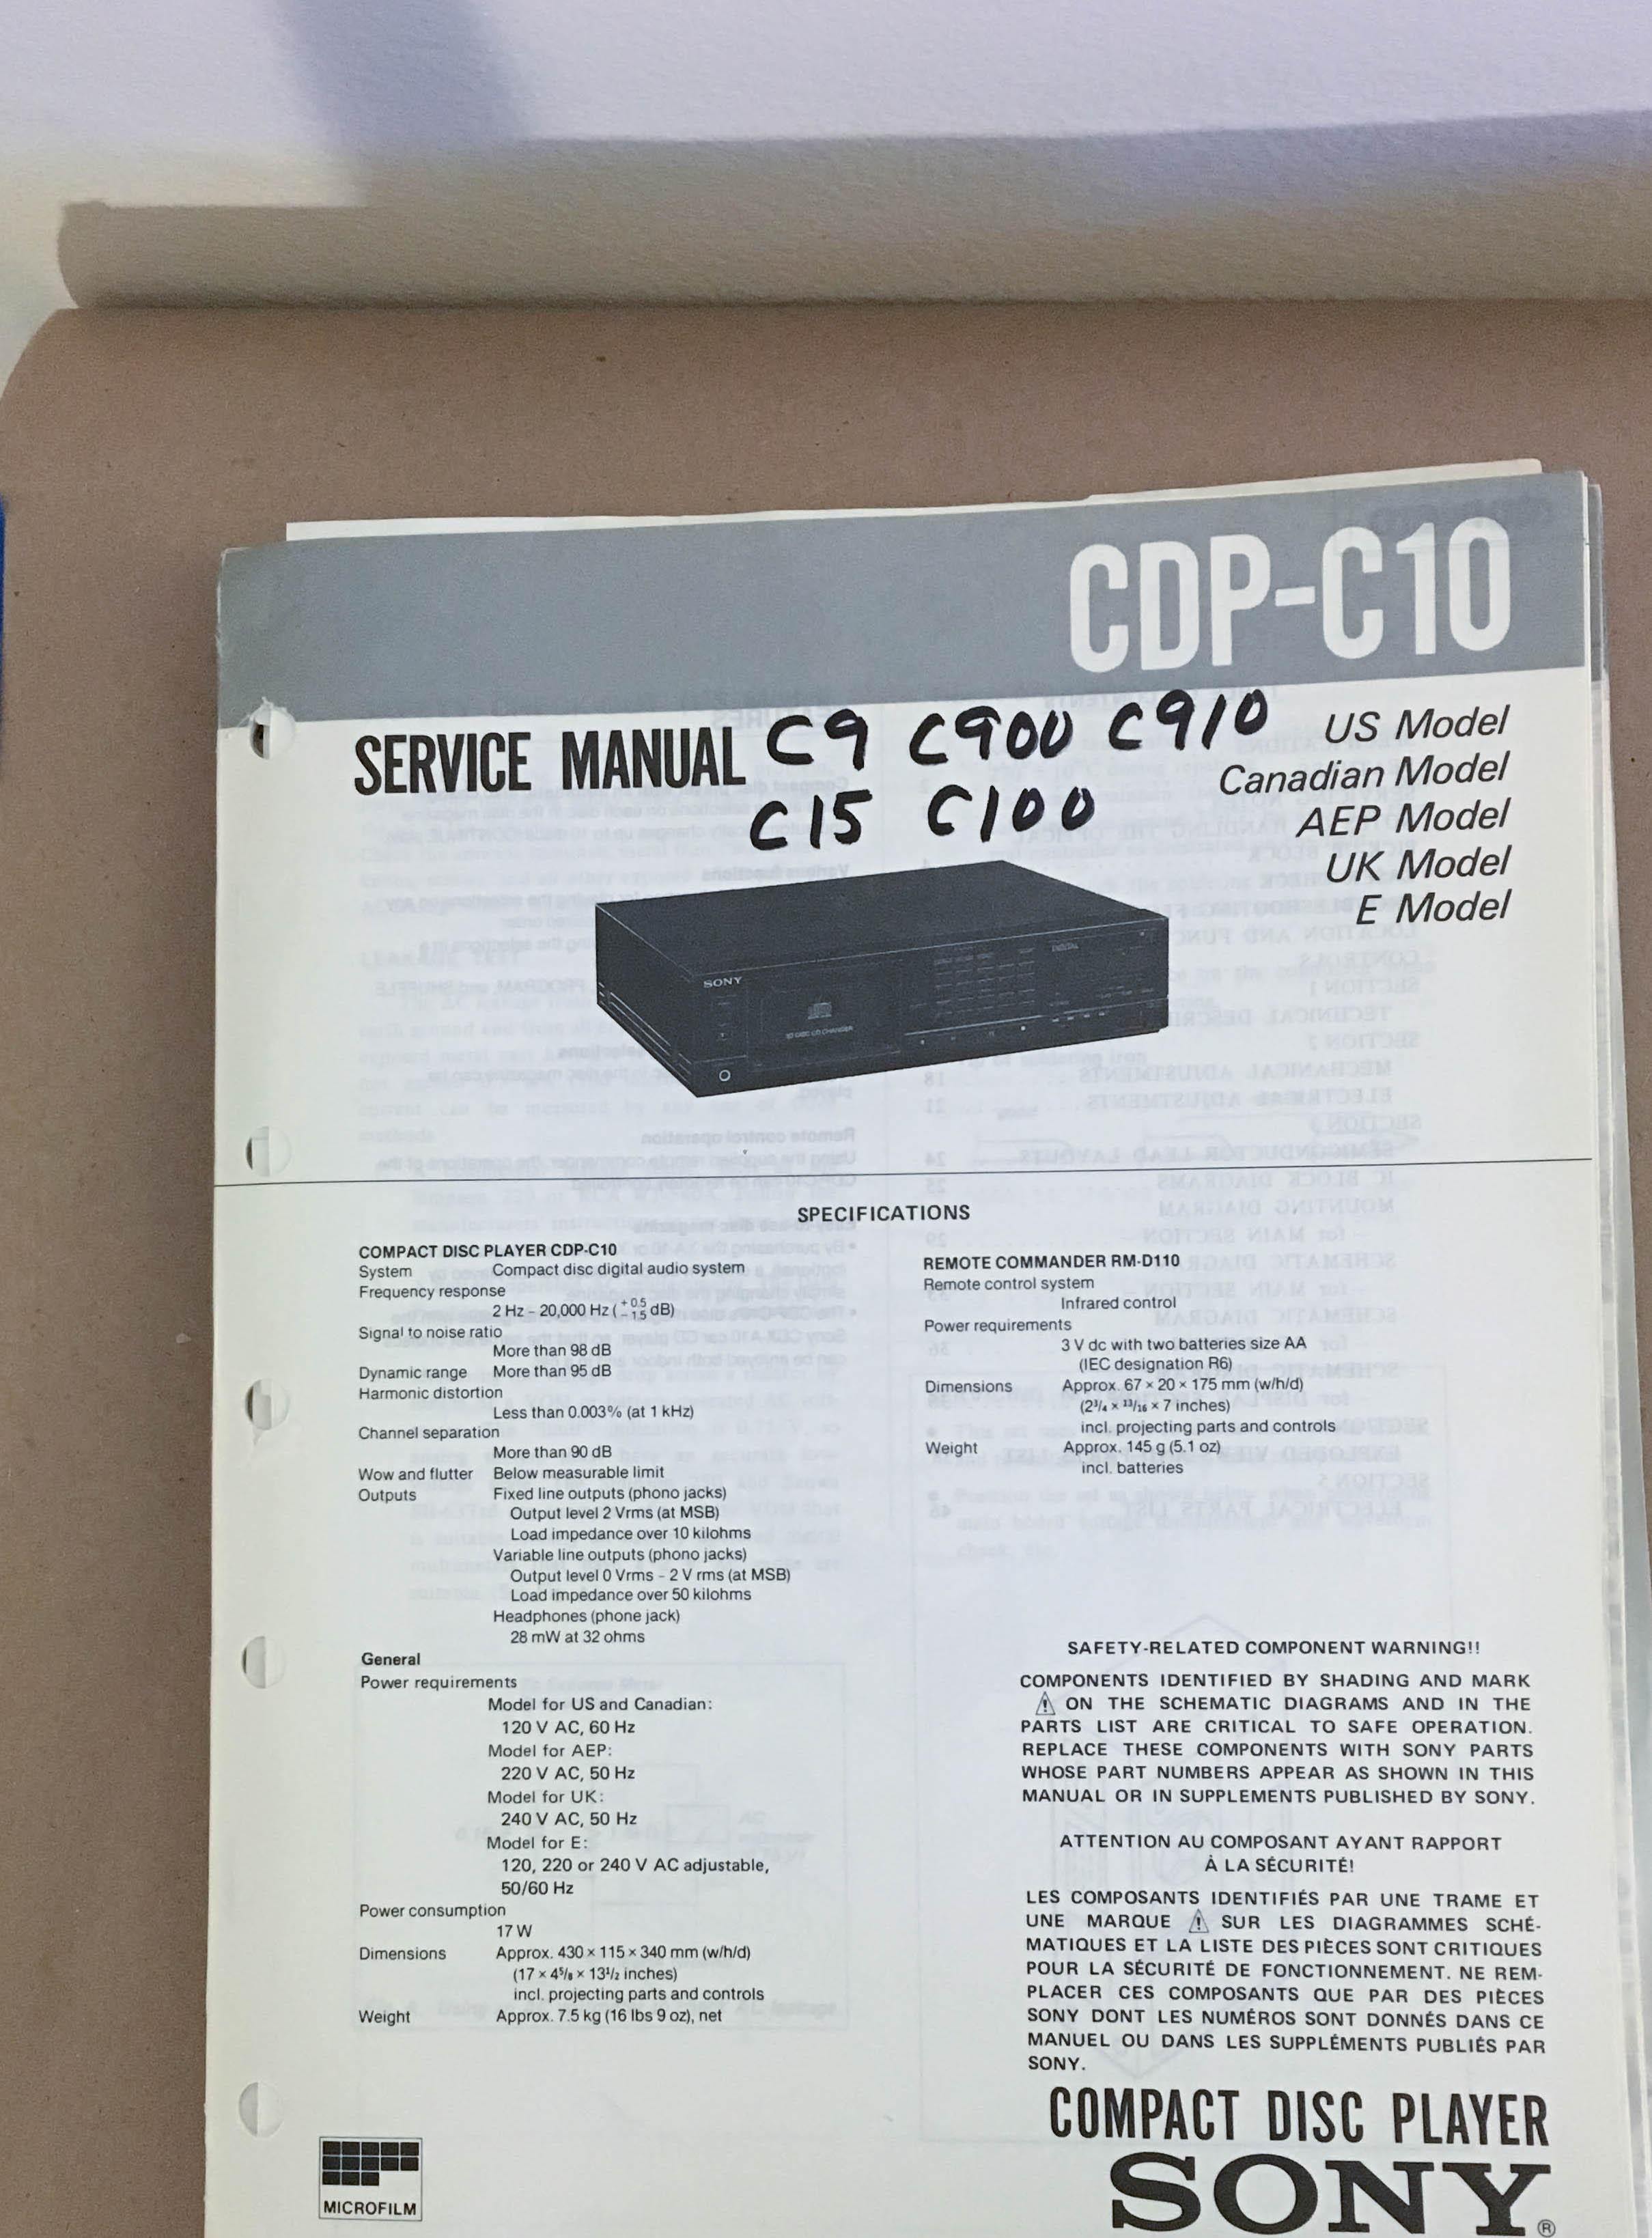 CDP-C10
SERVICE MANUAL
C9 C900 C910
C15 C100
US Model
Canadian Model
AEP Model
UK Model
E Model
SONY
DIGITAL
10 DISC CD CHANGER
SPECIFICATIONS
COMPACT DISC PLAYER CDP-C10
System Compact disc digital audio system
Frequency response
2 Hz – 20,000 Hz (+0.5 −1.5 dB)
Signal to noise ratio
More than 98 dB
Dynamic range More than 95 dB
Harmonic distortion
Less than 0.003% (at 1 kHz)
Channel separation
More than 90 dB
Wow and flutter Below measurable limit
Outputs Fixed line outputs (phono jacks)
Output level 2 Vrms (at MSB)
Load impedance over 10 kilohms
Variable line outputs (phono jacks)
Output level 0 Vrms – 2 V rms (at MSB)
Load impedance over 50 kilohms
Headphones (phone jack)
28 mW at 32 ohms
General
Power requirements
Model for US and Canadian:
120 V AC, 60 Hz
Model for AEP:
220 V AC, 50 Hz
Model for UK:
240 V AC, 50 Hz
Model for E:
120, 220 or 240 V AC adjustable,
50/60 Hz
Power consumption
17 W
Dimensions Approx. 430 × 115 × 340 mm (w/h/d)
(17 × 4⁵/₈ × 13¹/₂ inches)
incl. projecting parts and controls
Weight Approx. 7.5 kg (16 lbs 9 oz), net
REMOTE COMMANDER RM-D110
Remote control system
Infrared control
Power requirements
3 V dc with two batteries size AA
(IEC designation R6)
Dimensions Approx. 67 × 20 × 175 mm (w/h/d)
(2³/₄ × ¹³/₁₆ × 7 inches)
incl. projecting parts and controls
Weight Approx. 145 g (5.1 oz)
incl. batteries
SAFETY-RELATED COMPONENT WARNING!!
COMPONENTS IDENTIFIED BY SHADING AND MARK
⚠ ON THE SCHEMATIC DIAGRAMS AND IN THE
PARTS LIST ARE CRITICAL TO SAFE OPERATION.
REPLACE THESE COMPONENTS WITH SONY PARTS
WHOSE PART NUMBERS APPEAR AS SHOWN IN THIS
MANUAL OR IN SUPPLEMENTS PUBLISHED BY SONY.
ATTENTION AU COMPOSANT AYANT RAPPORT
À LA SÉCURITÉ!
LES COMPOSANTS IDENTIFIÉS PAR UNE TRAME ET
UNE MARQUE ⚠ SUR LES DIAGRAMMES SCHÉ-
MATIQUES ET LA LISTE DES PIÈCES SONT CRITIQUES
POUR LA SÉCURITÉ DE FONCTIONNEMENT. NE REM-
PLACER CES COMPOSANTS QUE PAR DES PIÈCES
SONY DONT LES NUMÉROS SONT DONNÉS DANS CE
MANUEL OU DANS LES SUPPLÉMENTS PUBLIÉS PAR
SONY.
MICROFILM
COMPACT DISC PLAYER
SONY®